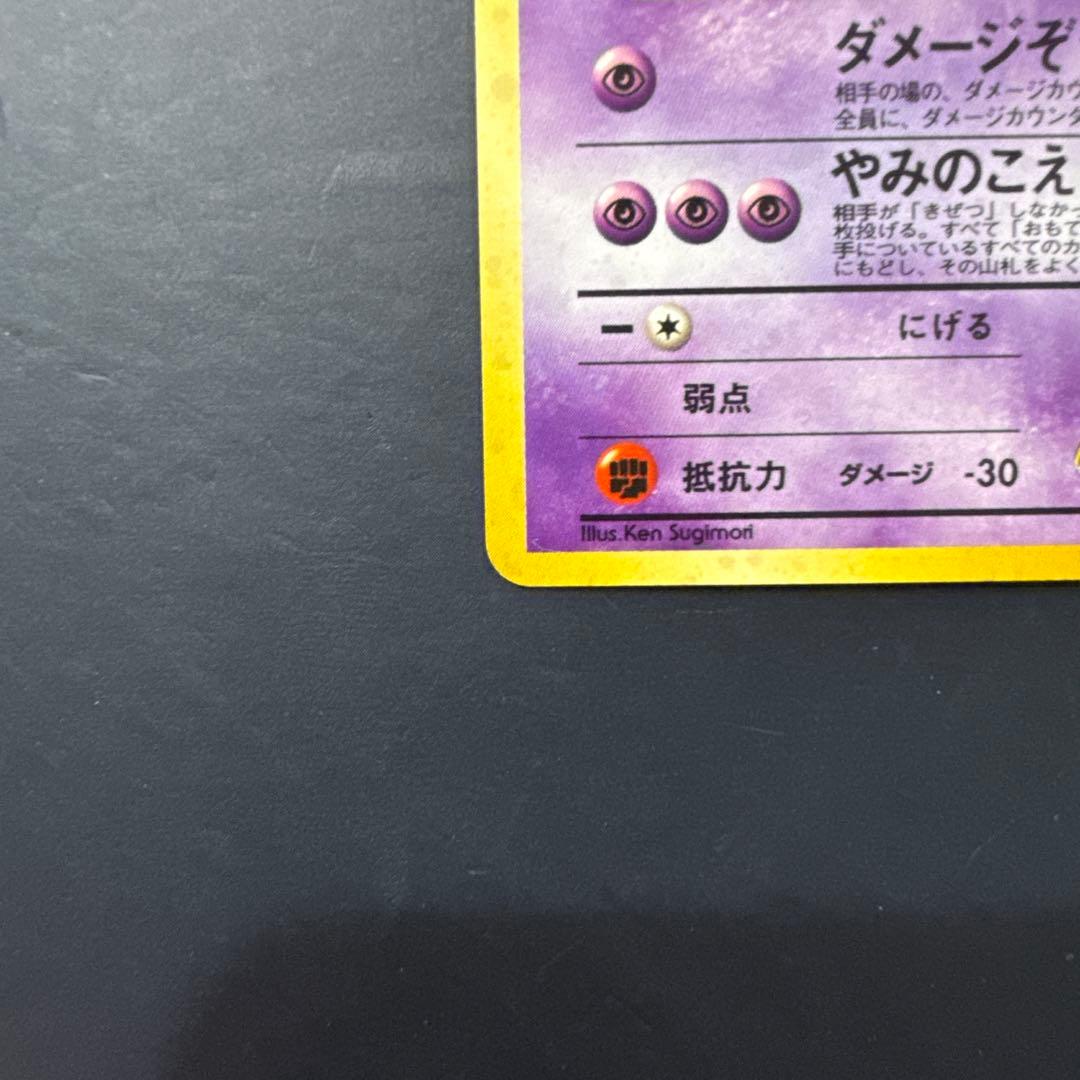 ダメージぞ
相手の場の、ダメージカウ
全員に、ダメージカウンタ
やみのこえ
相手が「きぜつ」しなかっ
枚投げる。すべて「おもて
手についているすべてのカ
にもどし、その山札をよく
にげる
弱点
抵抗力 ダメージ -30
Illus.Ken Sugimori